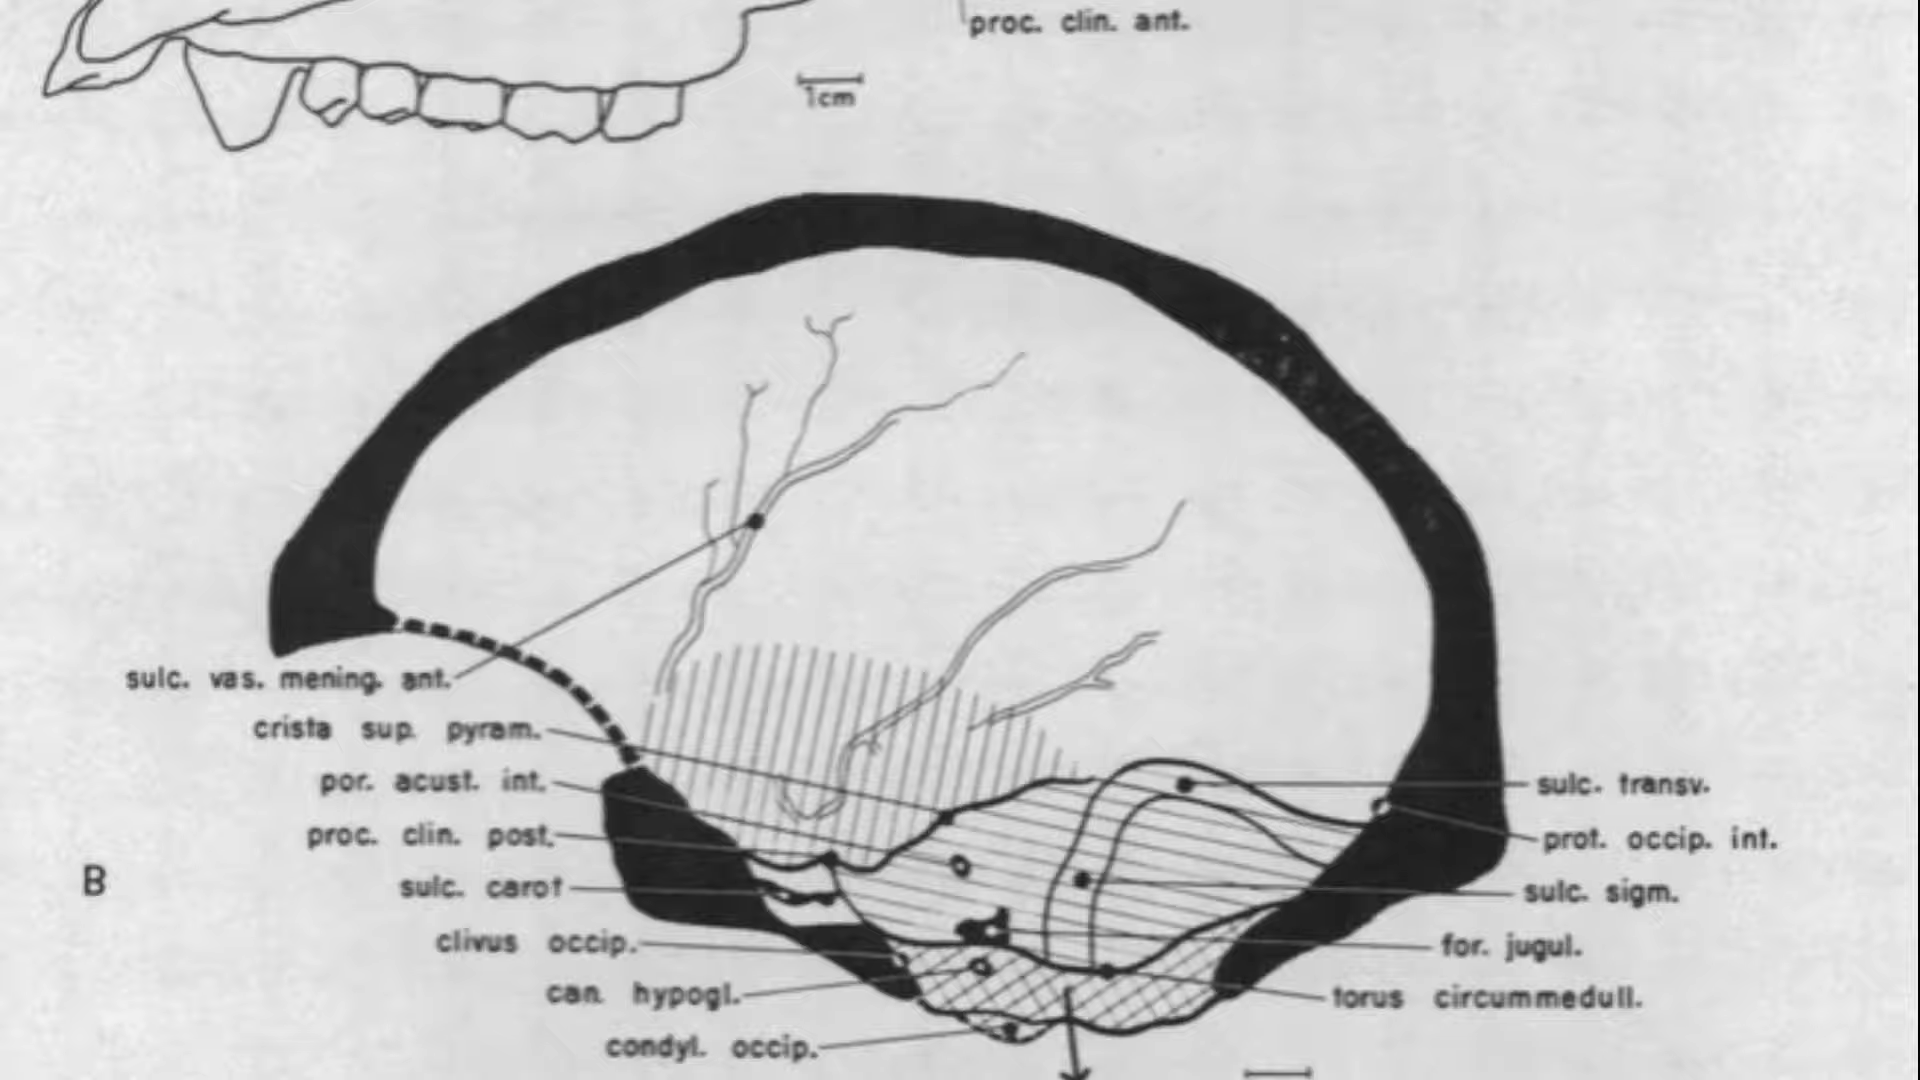 proc. clin. ant.
1cm
sulc. vas. mening. ant.
crista sup. pyram.
por. acust. int.
proc. clin. post.
B
sulc. carot
clivus occip.
can. hypogl.
condyl. occip.
sulc. transv.
prot. occip. int.
sulc. sigm.
for. jugul.
torus circummedull.